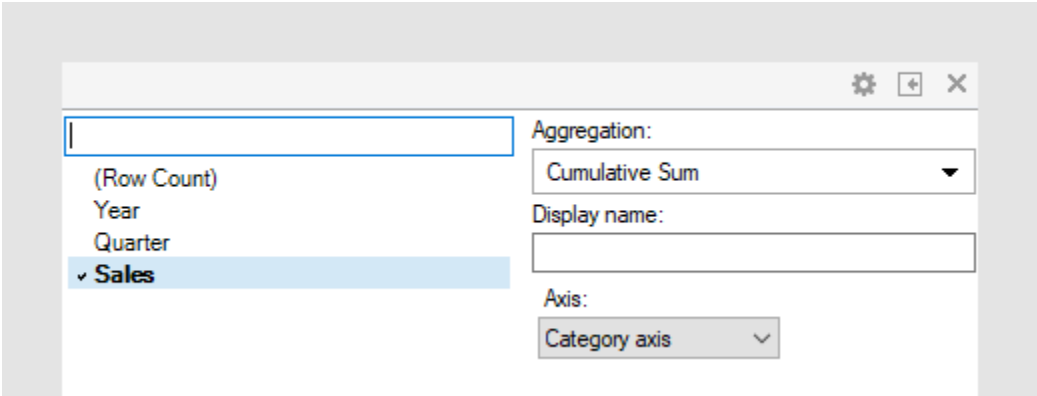 Aggregation:
(Row Count)
Cumulative Sum
Year
Display name:
Quarter
Sales
Axis:
Category axis